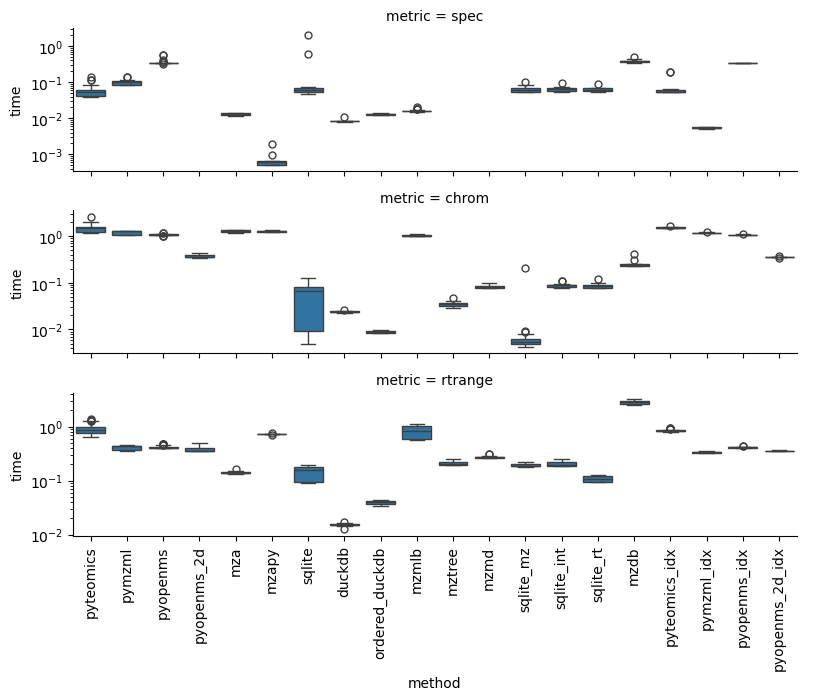 metric = spec
10⁰
10⁻¹
10⁻²
10⁻³
time
metric = chrom
10⁰
10⁻¹
10⁻²
time
metric = rtrange
10⁰
10⁻¹
10⁻²
time
pyteomics
pymzml
pyopenms
pyopenms_2d
mza
mzapy
sqlite
duckdb
ordered_duckdb
mzmlb
mztree
mzmd
sqlite_mz
sqlite_int
sqlite_rt
mzdb
pyteomics_idx
pymzml_idx
pyopenms_idx
pyopenms_2d_idx
method